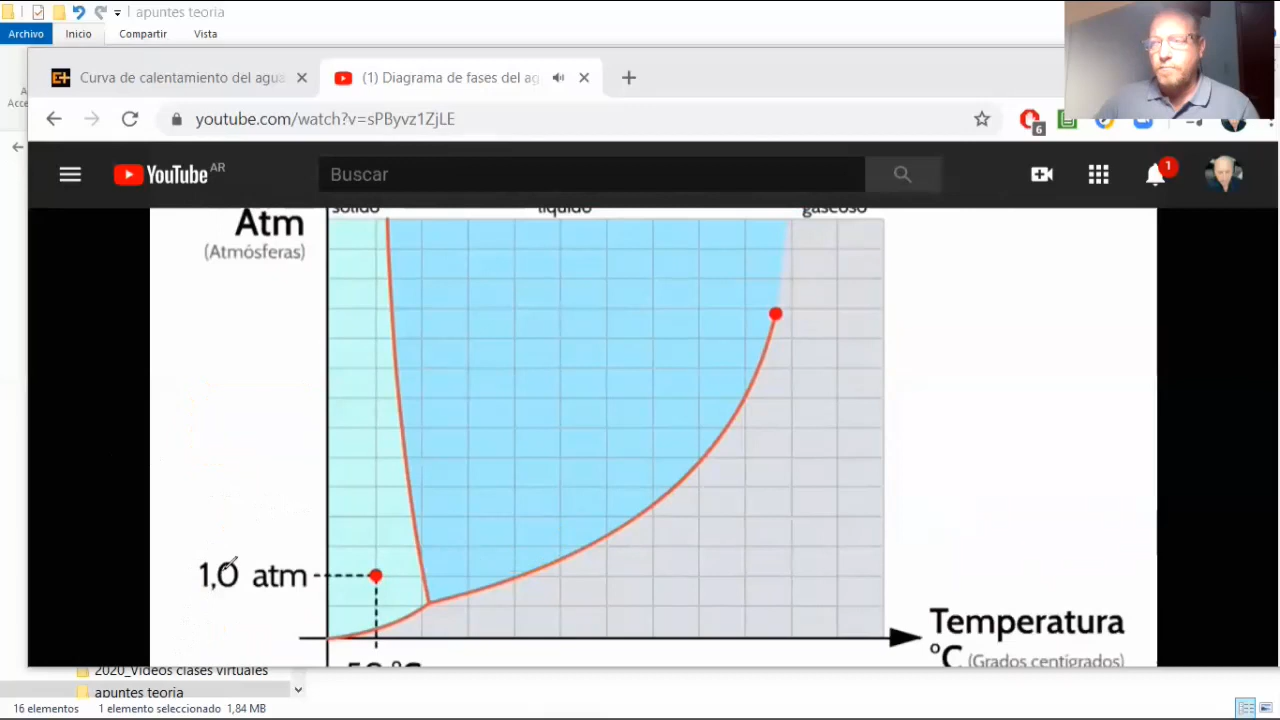 apuntes teoria
Archivo Inicio Compartir Vista
Curva de calentamiento del agua
(1) Diagrama de fases del ag
youtube.com/watch?v=sPByvz1ZjLE
6
YouTube AR
Buscar
1
sólido líquido gaseoso
Atm
(Atmósferas)
1,0 atm
Temperatura
°C (Grados centígrados)
2020_Videos clases virtuales
apuntes teoria
16 elementos 1 elemento seleccionado 1,84 MB